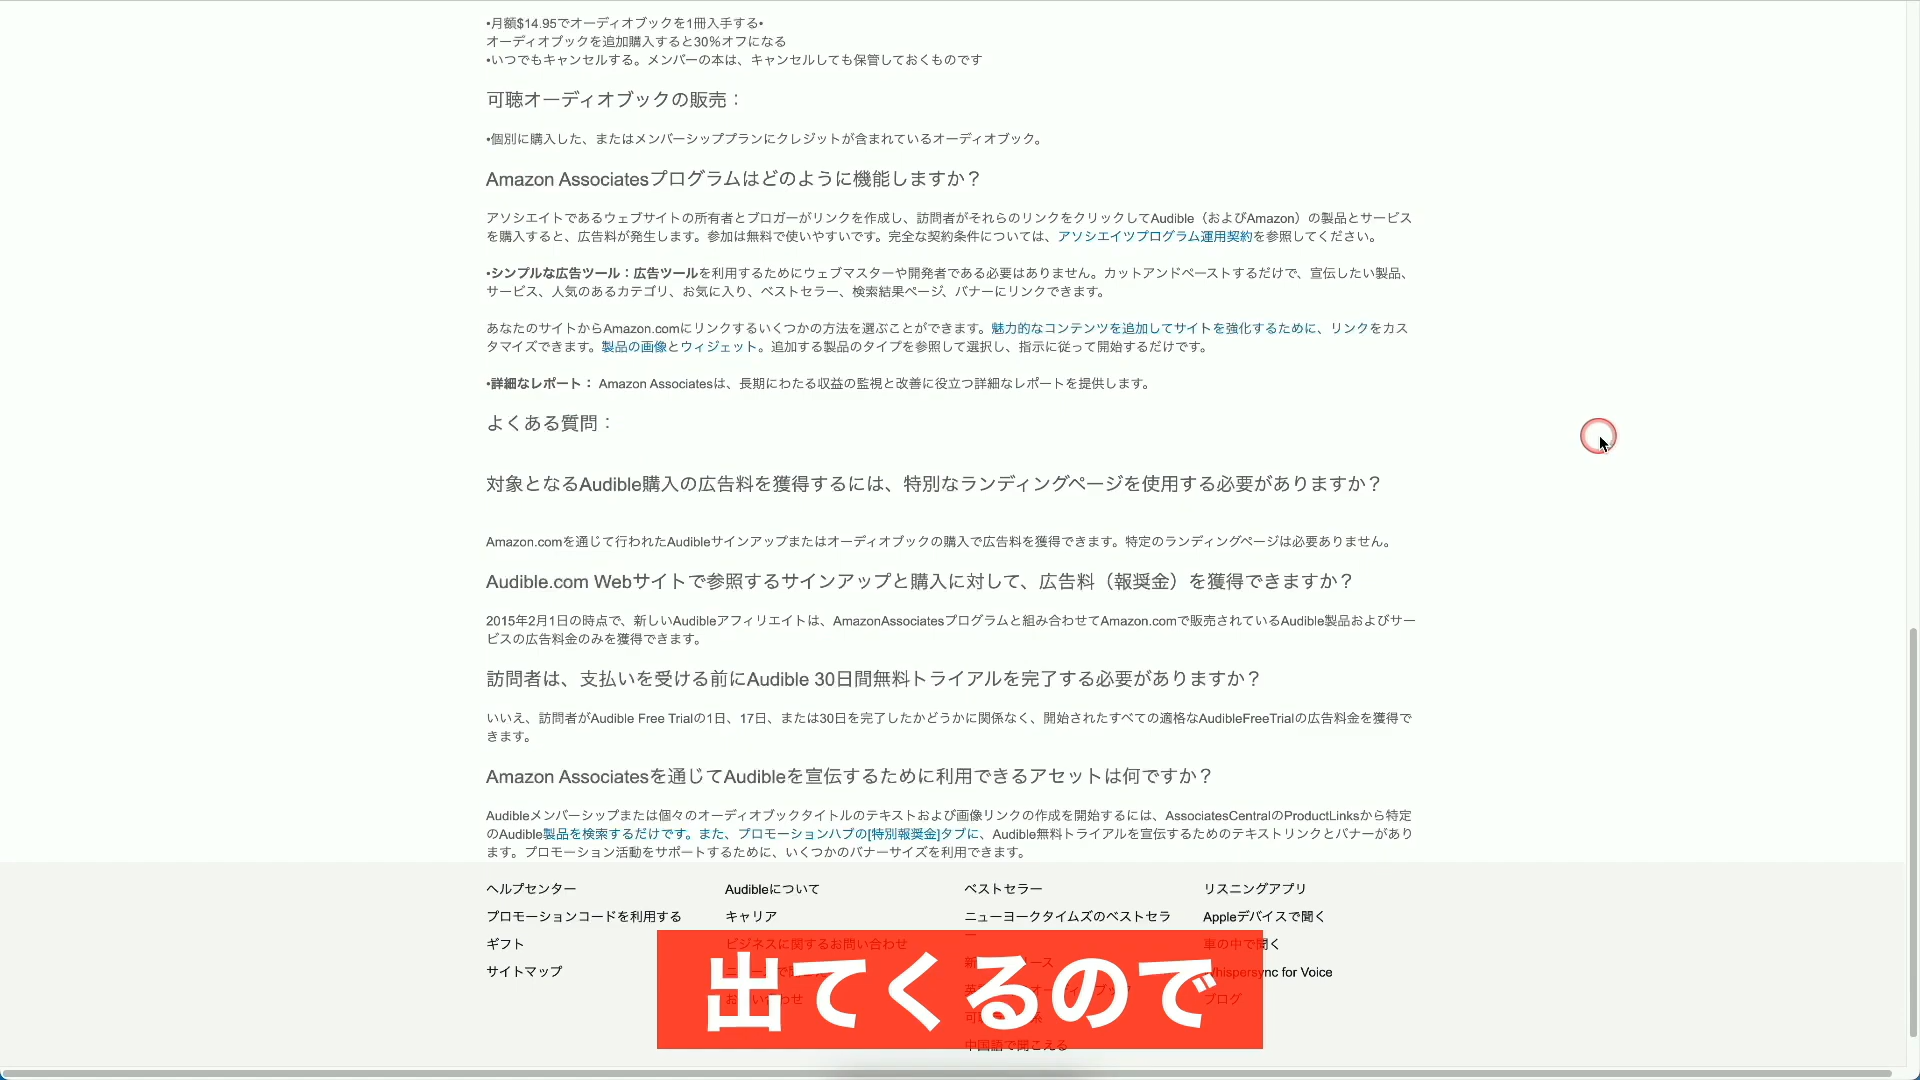 •月額$14.95でオーディオブックを1冊入手する•
オーディオブックを追加購入すると30%オフになる
•いつでもキャンセルする。メンバーの本は、キャンセルしても保管しておくものです
可聴オーディオブックの販売：
•個別に購入した、またはメンバーシッププランにクレジットが含まれているオーディオブック。
Amazon Associatesプログラムはどのように機能しますか？
アソシエイトであるウェブサイトの所有者とブロガーがリンクを作成し、訪問者がそれらのリンクをクリックしてAudible（およびAmazon）の製品とサービス
を購入すると、広告料が発生します。参加は無料で使いやすいです。完全な契約条件については、アソシエイツプログラム運用契約を参照してください。
•シンプルな広告ツール：広告ツールを利用するためにウェブマスターや開発者である必要はありません。カットアンドペーストするだけで、宣伝したい製品、
サービス、人気のあるカテゴリ、お気に入り、ベストセラー、検索結果ページ、バナーにリンクできます。
あなたのサイトからAmazon.comにリンクするいくつかの方法を選ぶことができます。魅力的なコンテンツを追加してサイトを強化するために、リンクをカス
タマイズできます。製品の画像とウィジェット。追加する製品のタイプを参照して選択し、指示に従って開始するだけです。
•詳細なレポート： Amazon Associatesは、長期にわたる収益の監視と改善に役立つ詳細なレポートを提供します。
よくある質問：
対象となるAudible購入の広告料を獲得するには、特別なランディングページを使用する必要がありますか？
Amazon.comを通じて行われたAudibleサインアップまたはオーディオブックの購入で広告料を獲得できます。特定のランディングページは必要ありません。
Audible.com Webサイトで参照するサインアップと購入に対して、広告料（報奨金）を獲得できますか？
2015年2月1日の時点で、新しいAudibleアフィリエイトは、AmazonAssociatesプログラムと組み合わせてAmazon.comで販売されているAudible製品およびサー
ビスの広告料金のみを獲得できます。
訪問者は、支払いを受ける前にAudible 30日間無料トライアルを完了する必要がありますか？
いいえ、訪問者がAudible Free Trialの1日、17日、または30日を完了したかどうかに関係なく、開始されたすべての適格なAudibleFreeTrialの広告料金を獲得で
きます。
Amazon Associatesを通じてAudibleを宣伝するために利用できるアセットは何ですか？
Audibleメンバーシップまたは個々のオーディオブックタイトルのテキストおよび画像リンクの作成を開始するには、AssociatesCentralのProductLinksから特定
のAudible製品を検索するだけです。また、プロモーションハブの[特別報奨金]タブに、Audible無料トライアルを宣伝するためのテキストリンクとバナーがあり
ます。プロモーション活動をサポートするために、いくつかのバナーサイズを利用できます。
ヘルプセンター
プロモーションコードを利用する
ギフト
サイトマップ
Audibleについて
キャリア
ビジネスに関するお問い合わせ
ベストセラー
ニューヨークタイムズのベストセラ
ー
中国語で聞こえる
リスニングアプリ
Appleデバイスで聞く
車の中で聞く
Whispersync for Voice
ブログ
出てくるので